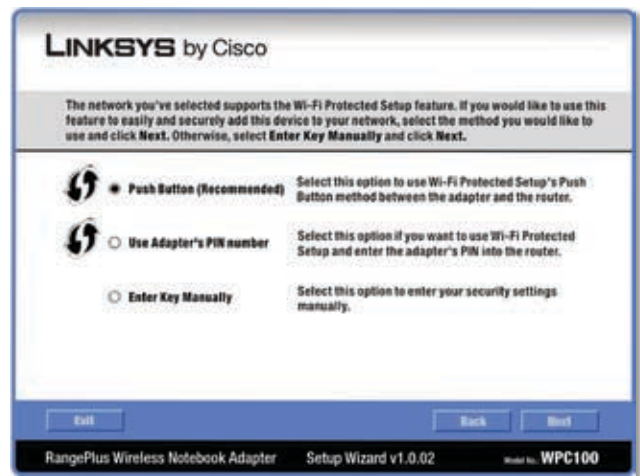 LINKSYS by Cisco
The network you've selected supports the Wi-Fi Protected Setup feature. If you would like to use this
feature to easily and securely add this device to your network, select the method you would like to
use and click Next. Otherwise, select Enter Key Manually and click Next.
Push Button (Recommended)
Select this option to use Wi-Fi Protected Setup's Push
Button method between the adapter and the router.
Use Adapter's PIN number
Select this option if you want to use Wi-Fi Protected
Setup and enter the adapter's PIN into the router.
Enter Key Manually
Select this option to enter your security settings
manually.
Exit
Back
Next
RangePlus Wireless Notebook Adapter
Setup Wizard v1.0.02
Model No. WPC100